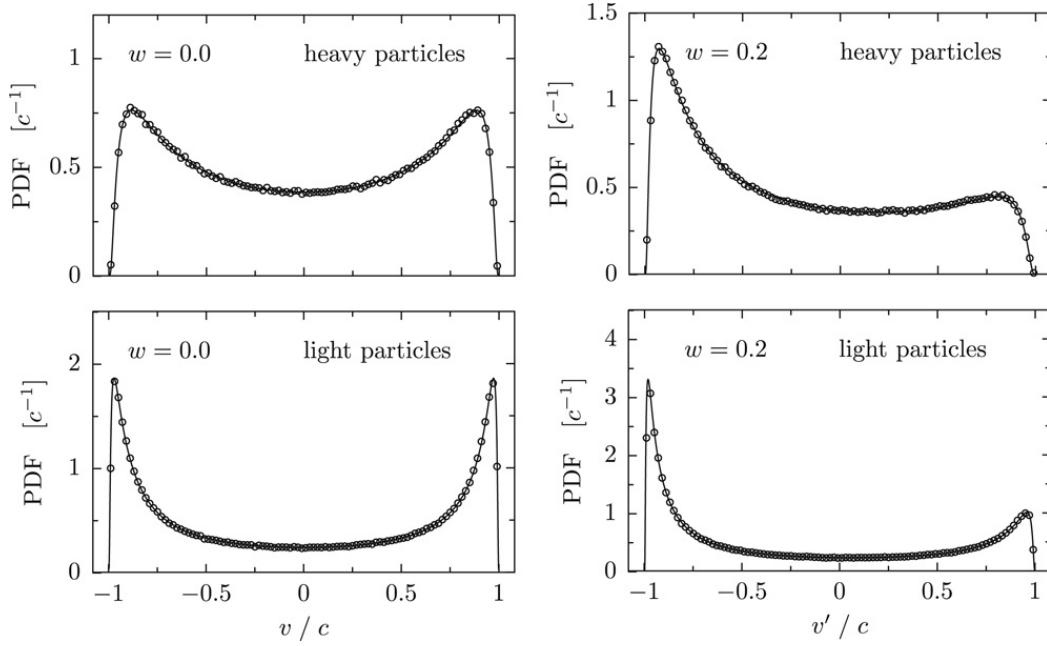 1
0.5
0
PDF [c⁻¹]
w = 0.0 heavy particles
1.5
1
0.5
0
PDF [c⁻¹]
w = 0.2 heavy particles
2
1
0
PDF [c⁻¹]
w = 0.0 light particles
−1 −0.5 0 0.5 1
v / c
4
3
2
1
0
PDF [c⁻¹]
w = 0.2 light particles
−1 −0.5 0 0.5 1
v′ / c